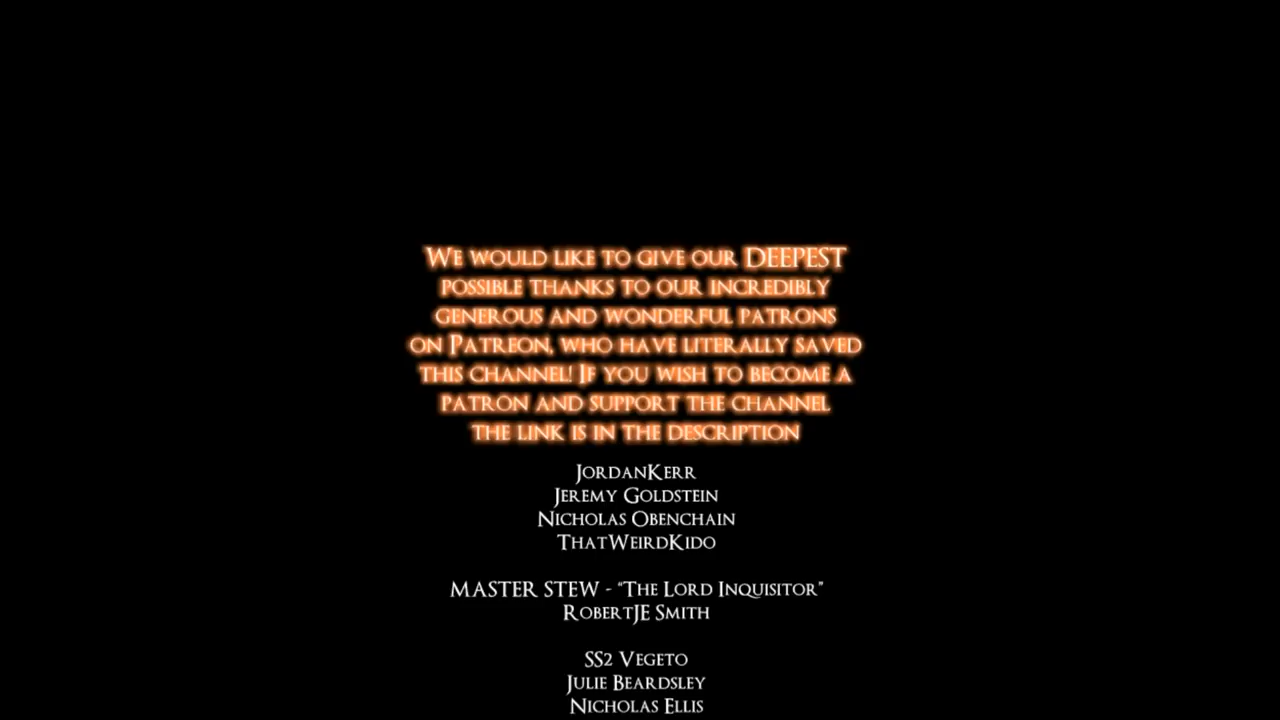 We would like to give our DEEPEST
possible thanks to our incredibly
generous and wonderful patrons
on Patreon, who have literally saved
this channel! If you wish to become a
patron and support the channel
the link is in the description
JordanKerr
Jeremy Goldstein
Nicholas Obenchain
ThatWeirdKido
MASTER STEW - "The Lord Inquisitor"
RobertJE Smith
SS2 Vegeto
Julie Beardsley
Nicholas Ellis